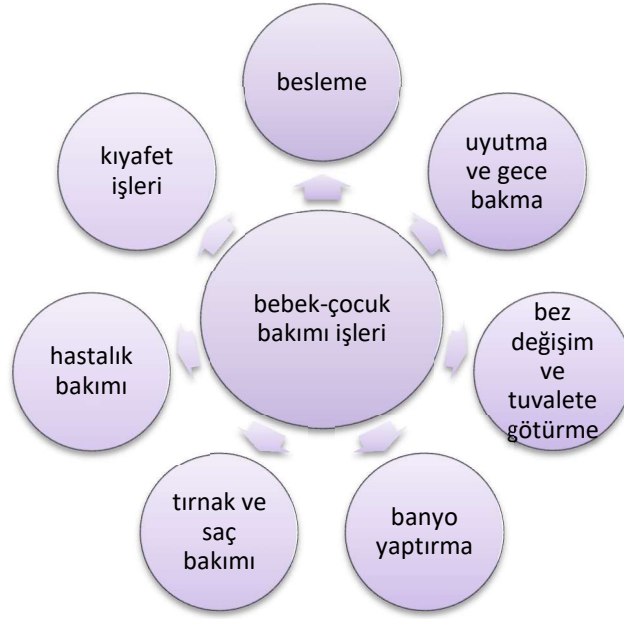 besleme
uyutma
ve gece
bakma
bez
değişim
ve
tuvalete
götürme
banyo
yaptırma
tırnak ve
saç
bakımı
hastalık
bakımı
kıyafet
işleri
bebek-çocuk
bakımı işleri